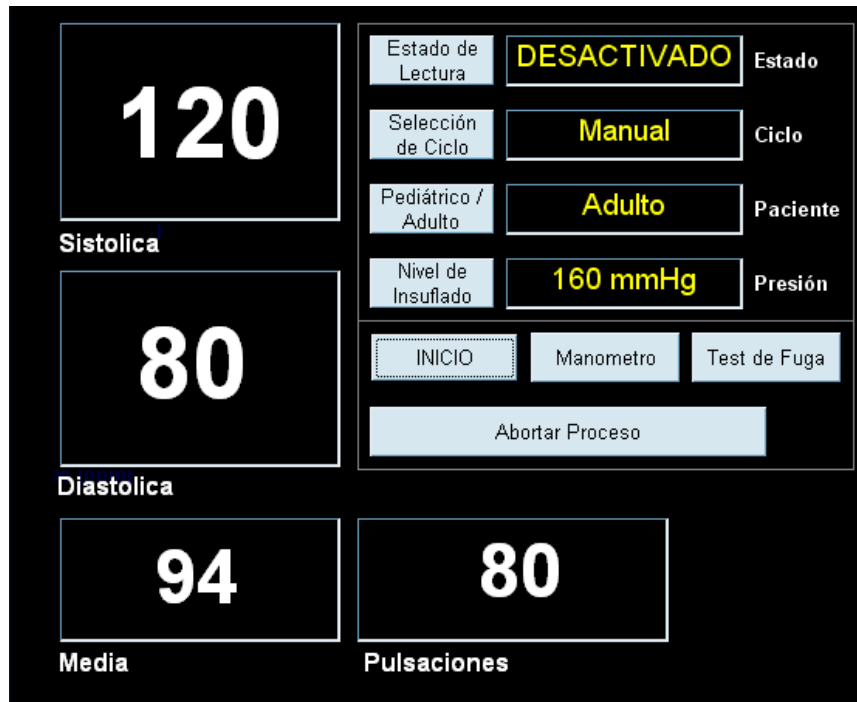 120
Sistolica
80
Diastolica
94
Media
80
Pulsaciones
Estado de
Lectura
DESACTIVADO
Estado
Selección
de Ciclo
Manual
Ciclo
Pediátrico /
Adulto
Adulto
Paciente
Nivel de
Insuflado
160 mmHg
Presión
INICIO
Manometro
Test de Fuga
Abortar Proceso